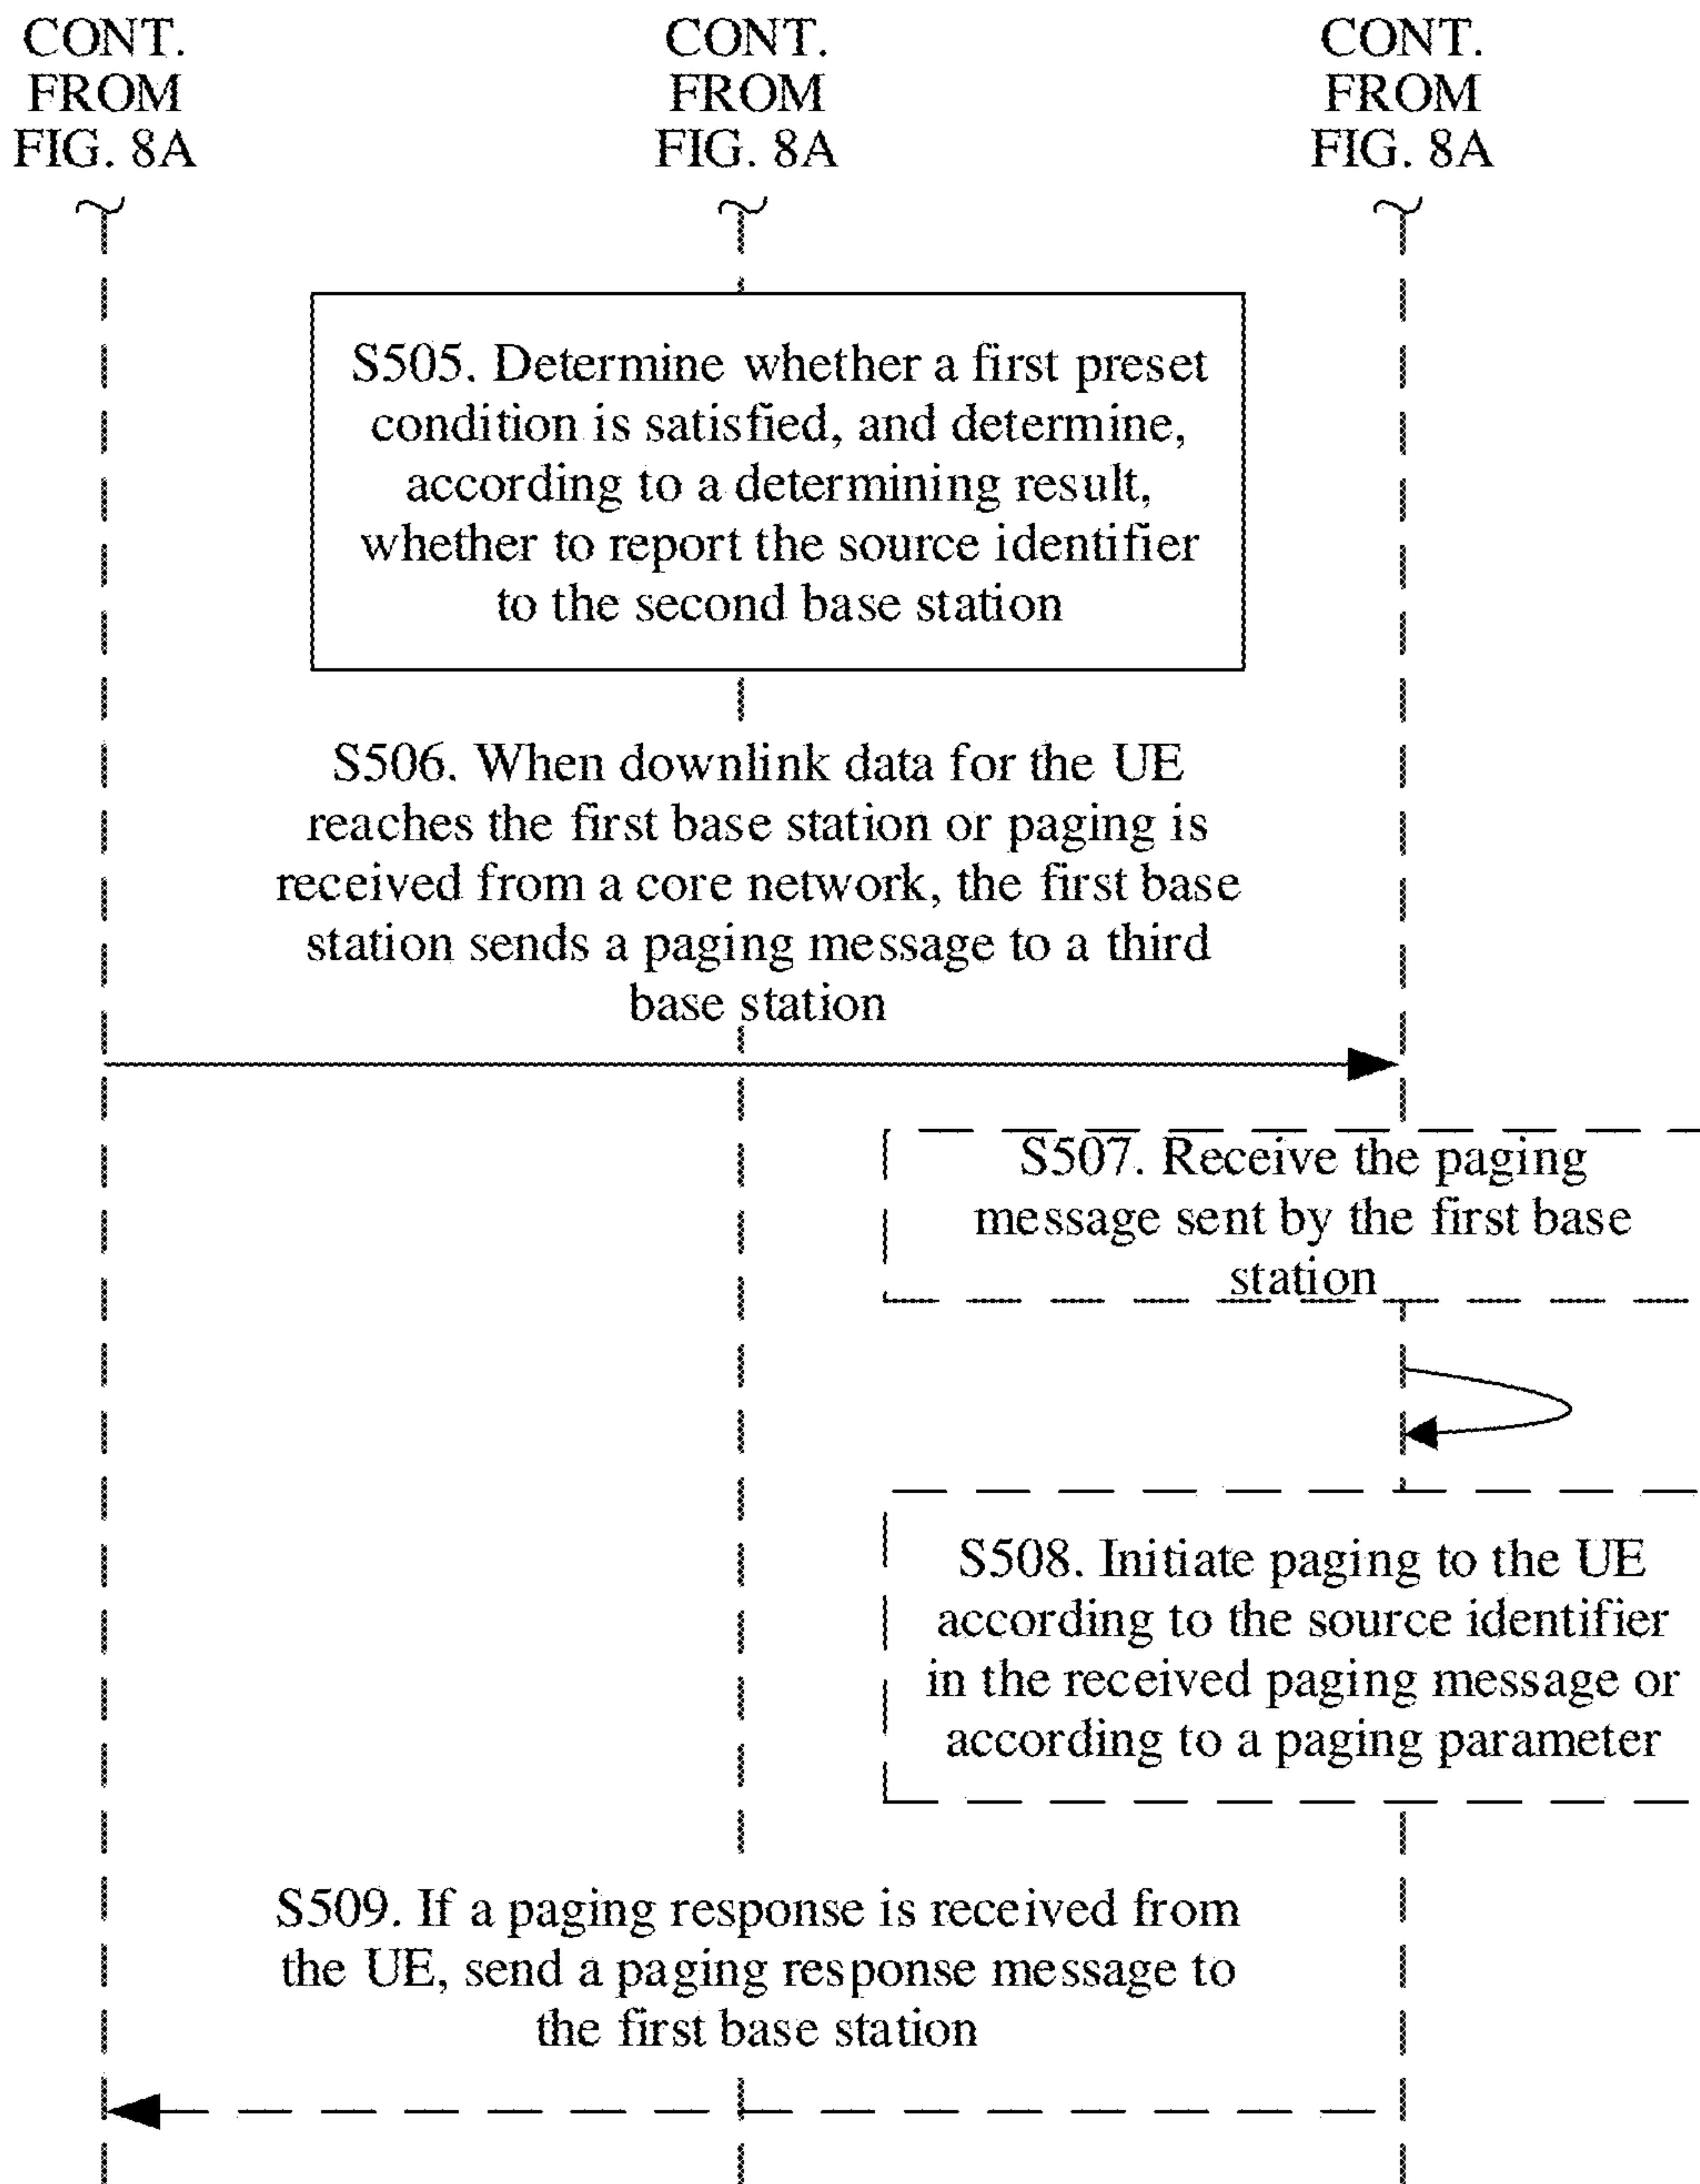 CONT.
FROM
FIG. 8A
CONT.
FROM
FIG. 8A
CONT.
FROM
FIG. 8A
S505. Determine whether a first preset
condition is satisfied, and determine,
according to a determining result,
whether to report the source identifier
to the second base station
S506. When downlink data for the UE
reaches the first base station or paging is
received from a core network, the first base
station sends a paging message to a third
base station
S507. Receive the paging
message sent by the first base
station
S508. Initiate paging to the UE
according to the source identifier
in the received paging message or
according to a paging parameter
S509. If a paging response is received from
the UE, send a paging response message to
the first base station